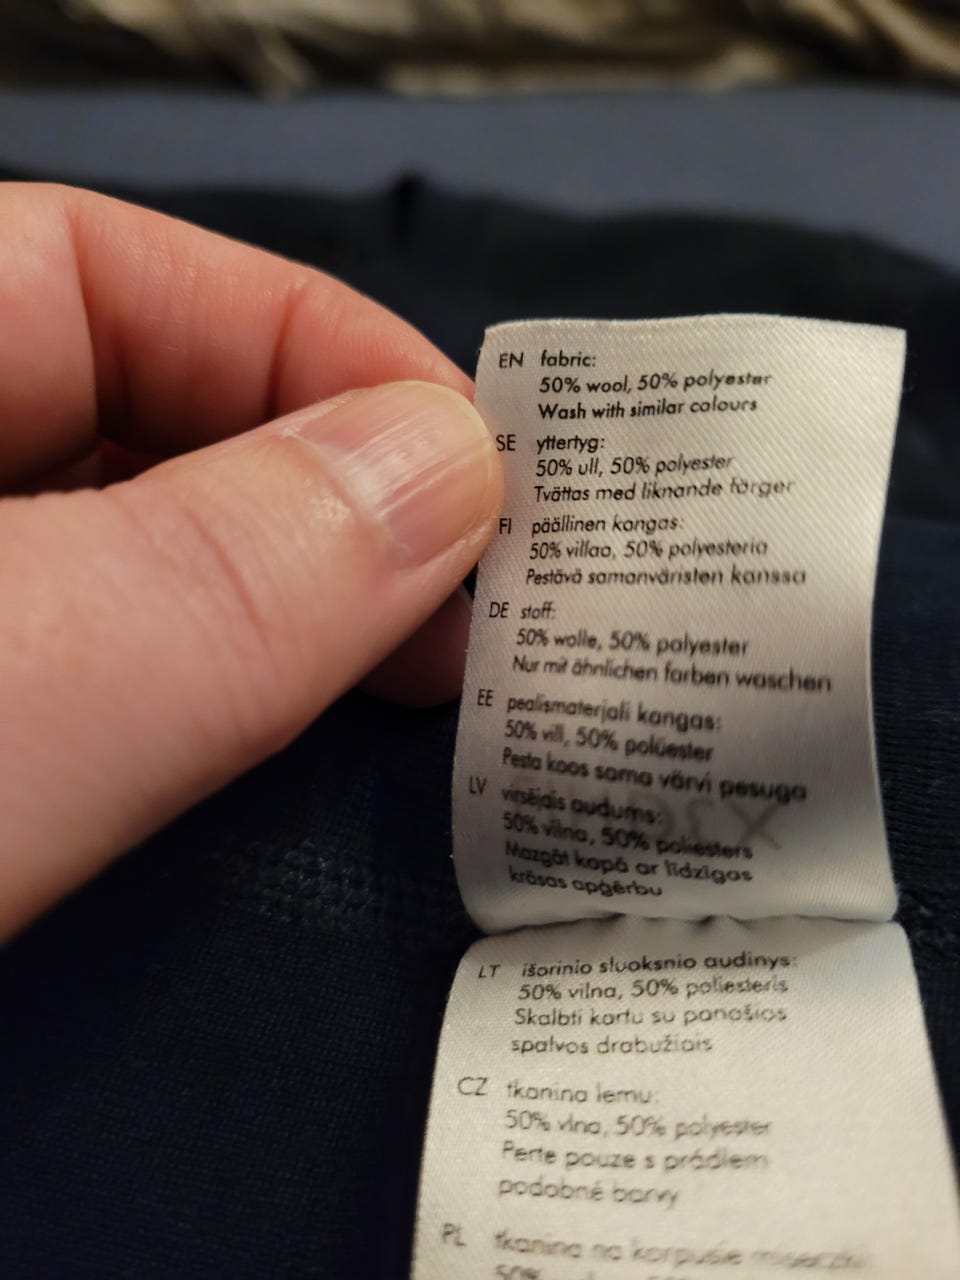 EN fabric:
50% wool, 50% polyester
Wash with similar colours
SE yttertyg:
50% ull, 50% polyester
Tvättas med liknande färger
FI päällinen kangas:
50% villaa, 50% polyesteria
Pestävä samanväristen kanssa
DE stoff:
50% wolle, 50% polyester
Nur mit ähnlichen farben waschen
EE pealismaterjali kangas:
50% vill, 50% polüester
Pesta koos sama värvi pesuga
LV virsējais audums:
50% vilna, 50% poliesters
Mazgāt kopā ar līdzīgas
krāsas apģērbu
LT išorinio sluoksnio audinys:
50% vilna, 50% poliesteris
Skalbti kartu su panašios
spalvos drabužiais
CZ tkanina lemu:
50% vlna, 50% polyester
Perte pouze s prádlem
podobné barvy
PL tkanina na korpusie
50%